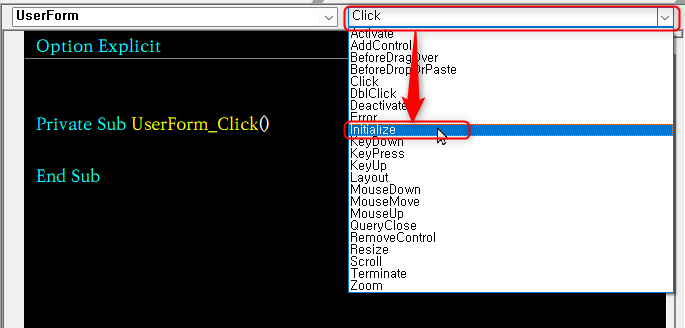 UserForm
Click
Option Explicit
Private Sub UserForm_Click()
End Sub
Activate
AddControl
BeforeDragOver
BeforeDropOrPaste
Click
DblClick
Deactivate
Error
Initialize
KeyDown
KeyPress
KeyUp
Layout
MouseDown
MouseMove
MouseUp
QueryClose
RemoveControl
Resize
Scroll
Terminate
Zoom